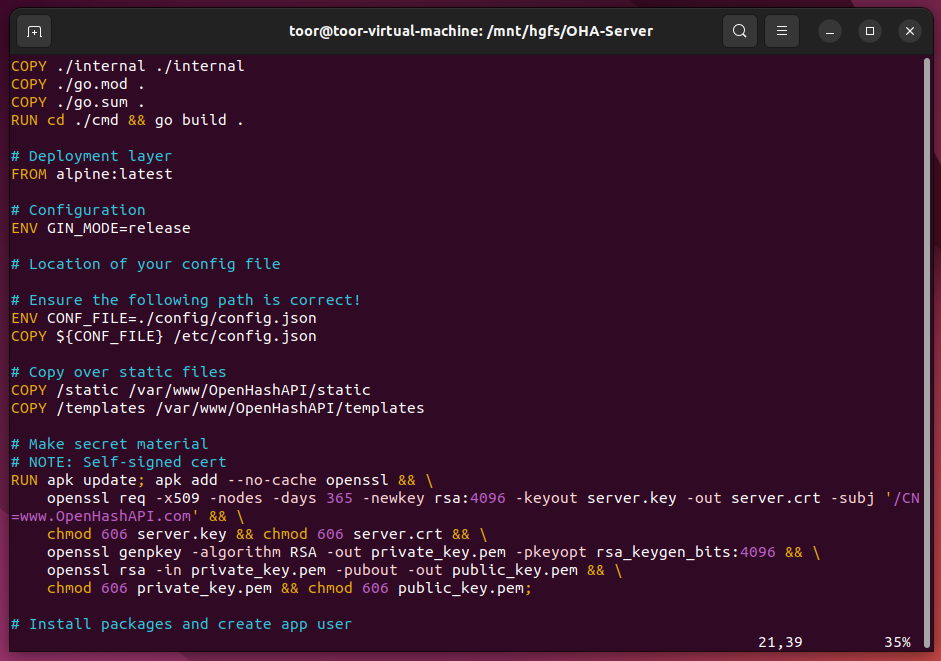 toor@toor-virtual-machine: /mnt/hgfs/OHA-Server
COPY ./internal ./internal
COPY ./go.mod .
COPY ./go.sum .
RUN cd ./cmd && go build .

# Deployment layer
FROM alpine:latest

# Configuration
ENV GIN_MODE=release

# Location of your config file

# Ensure the following path is correct!
ENV CONF_FILE=./config/config.json
COPY ${CONF_FILE} /etc/config.json

# Copy over static files
COPY /static /var/www/OpenHashAPI/static
COPY /templates /var/www/OpenHashAPI/templates

# Make secret material
# NOTE: Self-signed cert
RUN apk update; apk add --no-cache openssl && \
    openssl req -x509 -nodes -days 365 -newkey rsa:4096 -keyout server.key -out server.crt -subj '/CN
=www.OpenHashAPI.com' && \
    chmod 606 server.key && chmod 606 server.crt && \
    openssl genpkey -algorithm RSA -out private_key.pem -pkeyopt rsa_keygen_bits:4096 && \
    openssl rsa -in private_key.pem -pubout -out public_key.pem && \
    chmod 606 private_key.pem && chmod 606 public_key.pem;

# Install packages and create app user
21,39 35%